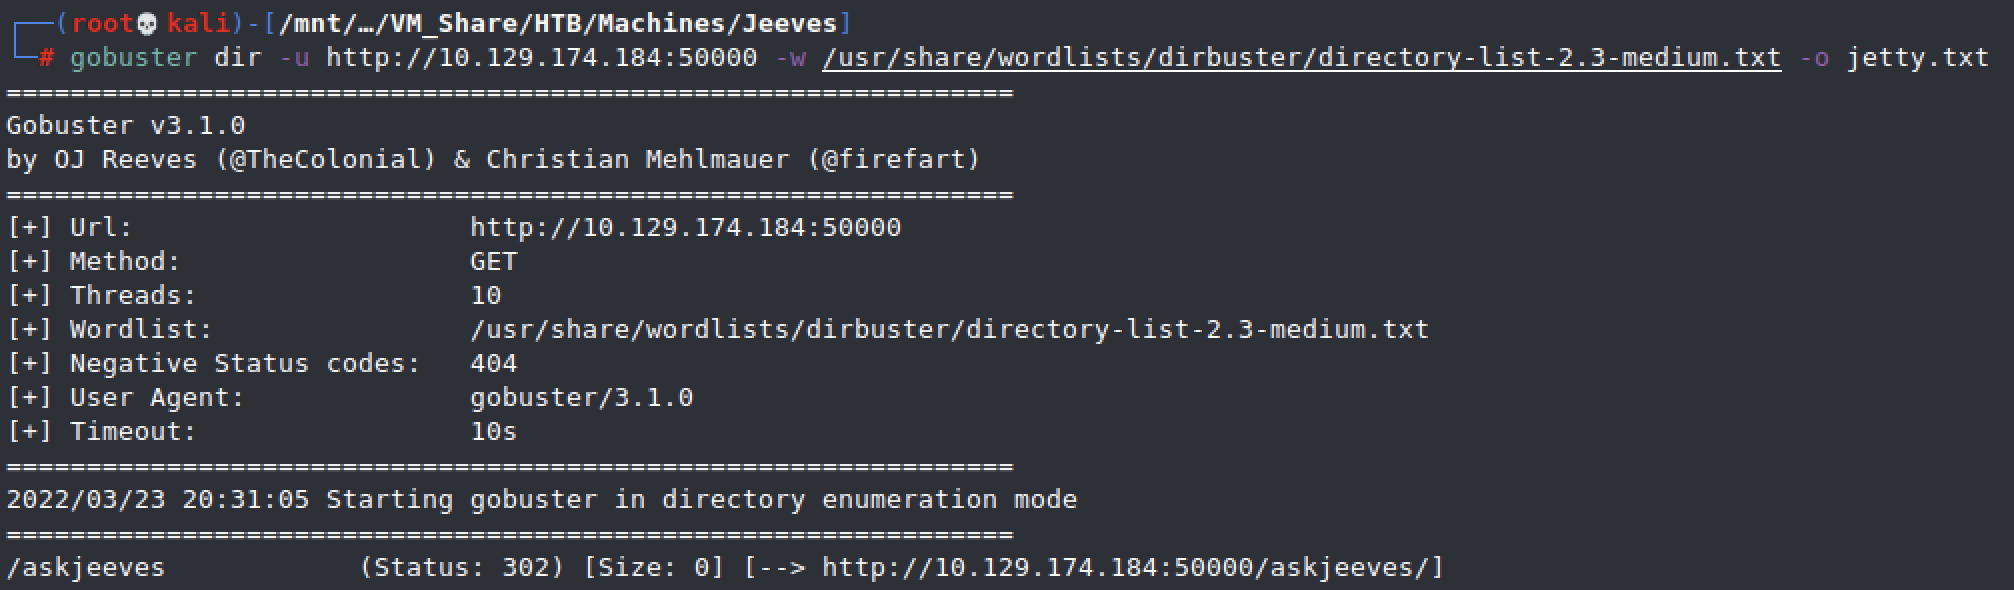 (root💀kali)-[/mnt/…/VM_Share/HTB/Machines/Jeeves]
# gobuster dir -u http://10.129.174.184:50000 -w /usr/share/wordlists/dirbuster/directory-list-2.3-medium.txt -o jetty.txt
===============================================================
Gobuster v3.1.0
by OJ Reeves (@TheColonial) & Christian Mehlmauer (@firefart)
===============================================================
[+] Url:                     http://10.129.174.184:50000
[+] Method:                  GET
[+] Threads:                 10
[+] Wordlist:                /usr/share/wordlists/dirbuster/directory-list-2.3-medium.txt
[+] Negative Status codes:   404
[+] User Agent:              gobuster/3.1.0
[+] Timeout:                 10s
===============================================================
2022/03/23 20:31:05 Starting gobuster in directory enumeration mode
===============================================================
/askjeeves            (Status: 302) [Size: 0] [--> http://10.129.174.184:50000/askjeeves/]